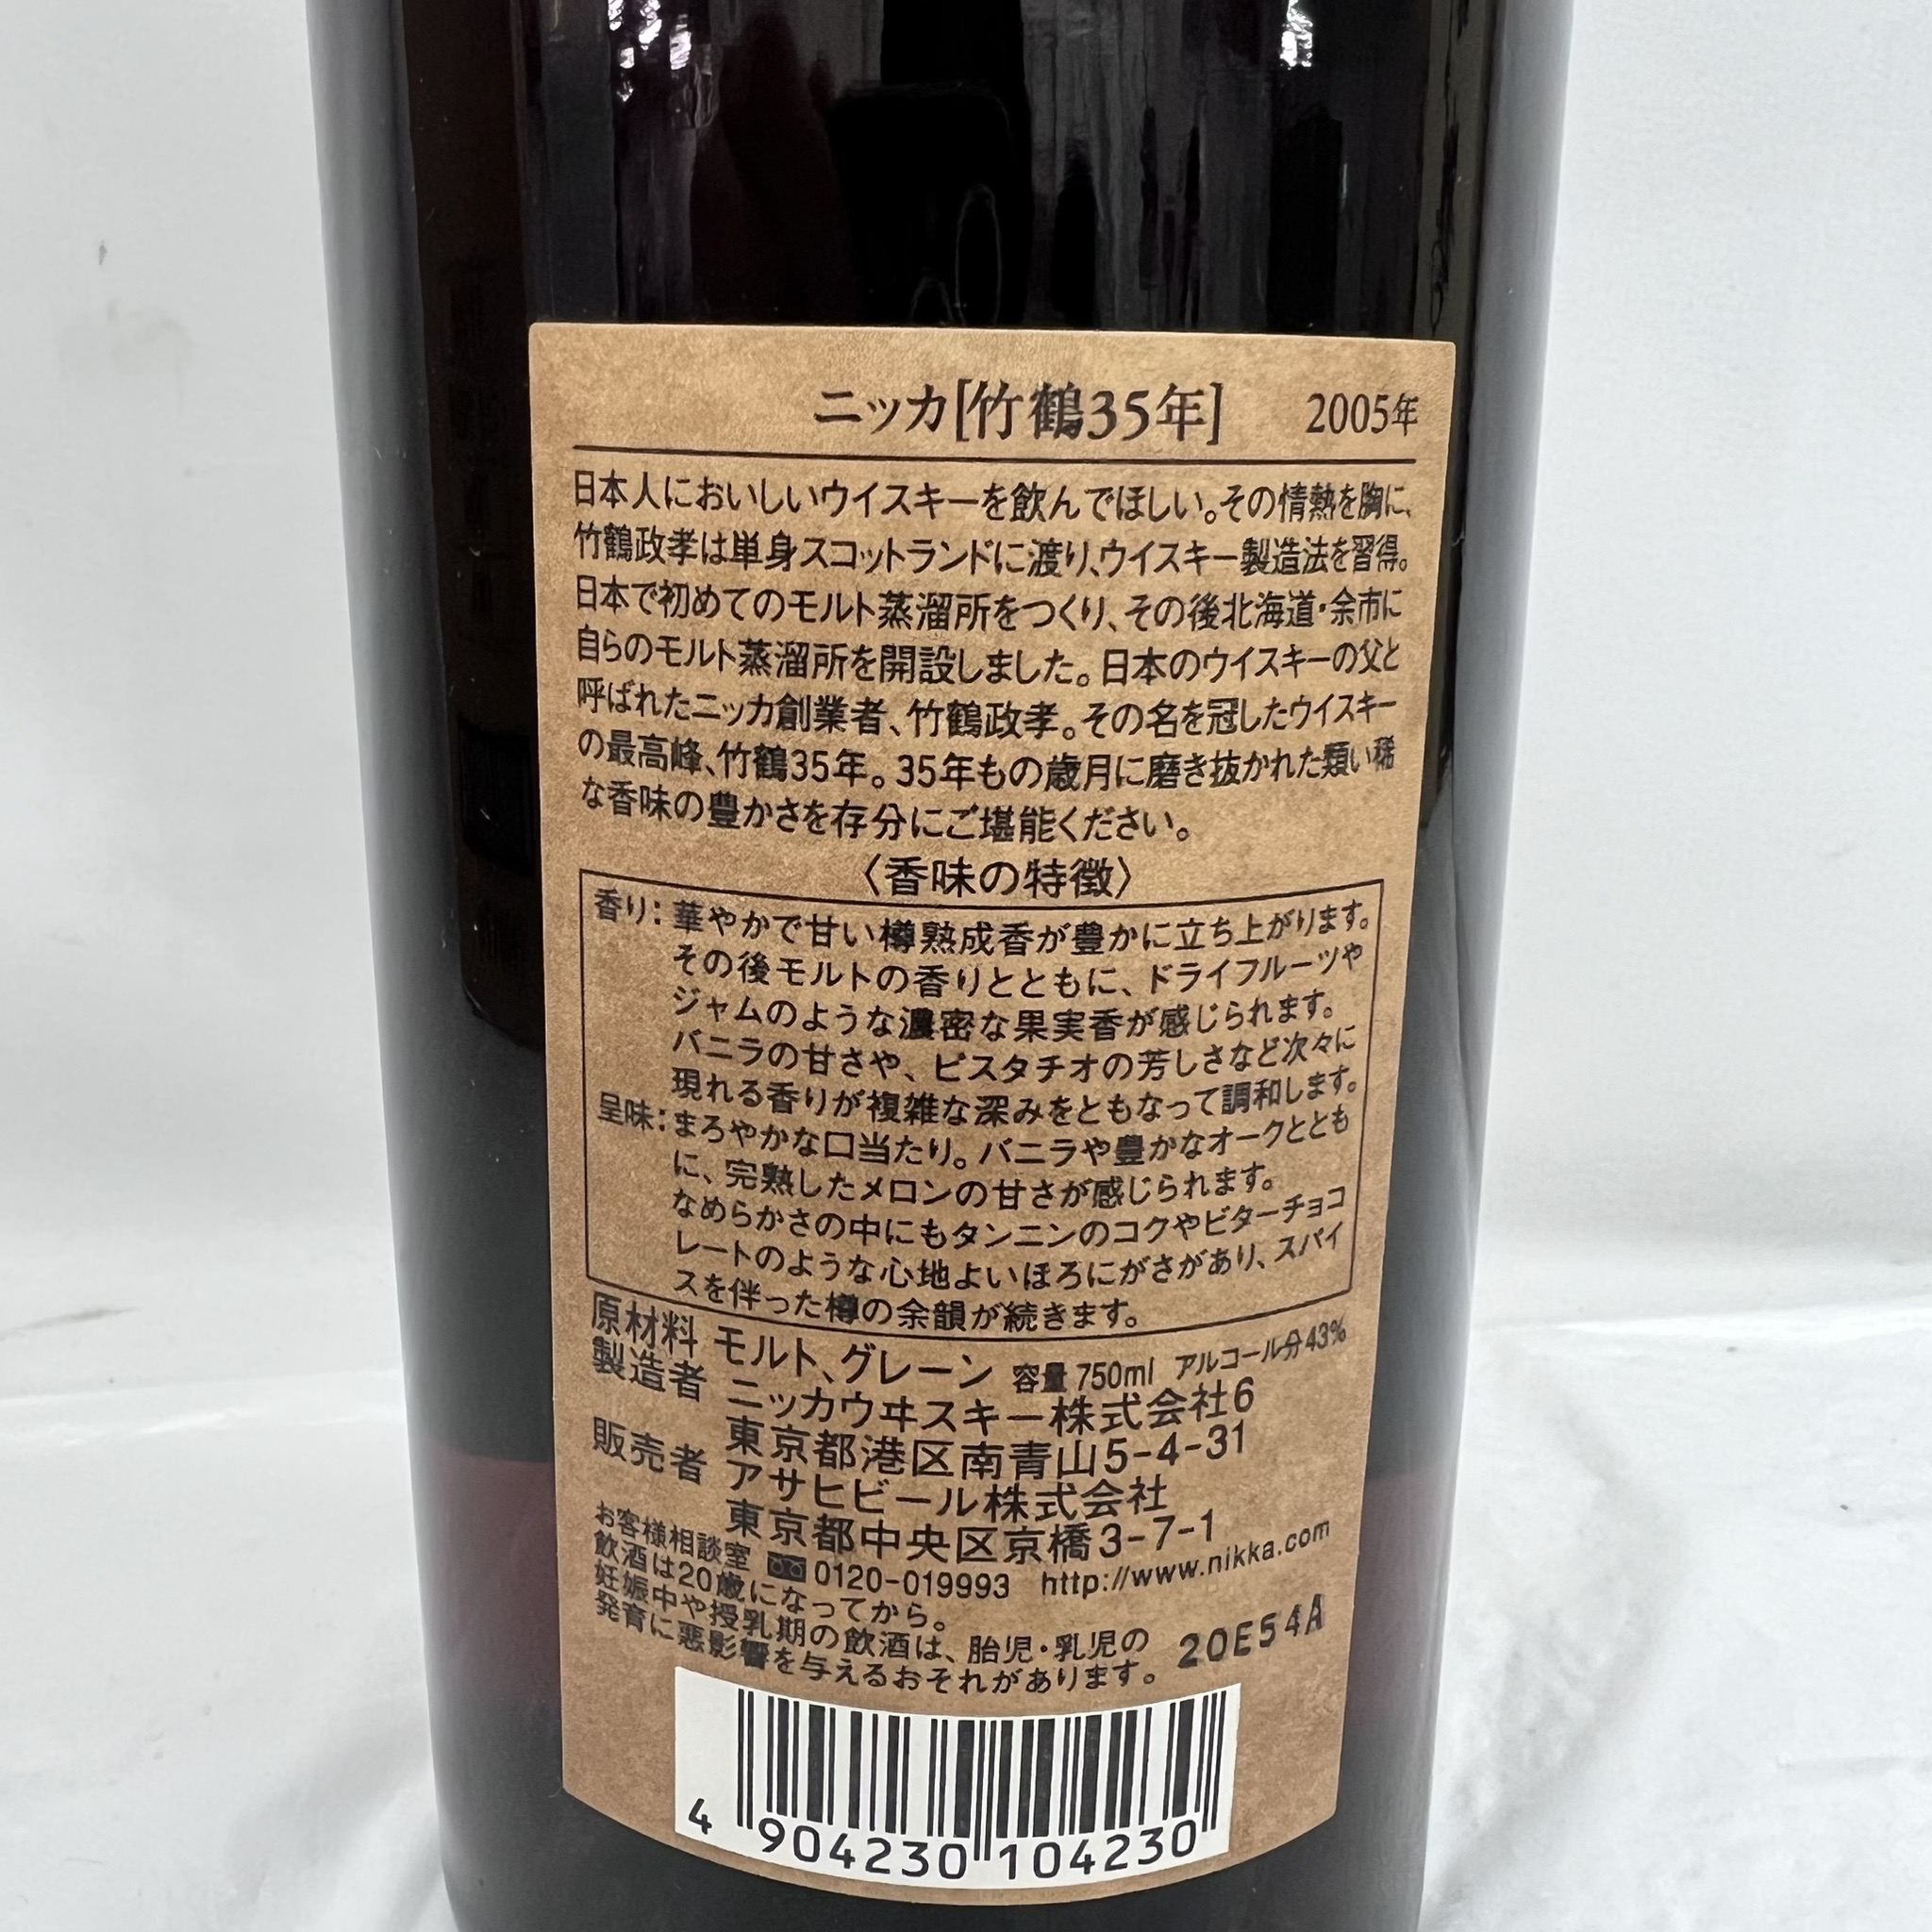 ニッカ[竹鶴35年] 2005年
日本人においしいウイスキーを飲んでほしい。その情熱を胸に、
竹鶴政孝は単身スコットランドに渡り、ウイスキー製造法を習得。
日本で初めてのモルト蒸溜所をつくり、その後北海道・余市に
自らのモルト蒸溜所を開設しました。日本のウイスキーの父と
呼ばれたニッカ創業者、竹鶴政孝。その名を冠したウイスキー
の最高峰、竹鶴35年。35年もの歳月に磨き抜かれた類い稀
な香味の豊かさを存分にご堪能ください。
〈香味の特徴〉
香り:華やかで甘い樽熟成香が豊かに立ち上がります。
その後モルトの香りとともに、ドライフルーツや
ジャムのような濃密な果実香が感じられます。
バニラの甘さや、ピスタチオの芳しさなど次々に
現れる香りが複雑な深みをともなって調和します。
呈味:まろやかな口当たり。バニラや豊かなオークととも
に、完熟したメロンの甘さが感じられます。
なめらかさの中にもタンニンのコクやビターチョコ
レートのような心地よいほろにがさがあり、スパイ
スを伴った樽の余韻が続きます。
原材料 モルト、グレーン 容量 750ml アルコール分43%
製造者 ニッカウヰスキー株式会社6
東京都港区南青山5-4-31
販売者 アサヒビール株式会社
東京都中央区京橋3-7-1
お客様相談室 0120-019993 http://www.nikka.com
飲酒は20歳になってから。
妊娠中や授乳期の飲酒は、胎児・乳児の
発育に悪影響を与えるおそれがあります。 20E54A
4 904230 104230